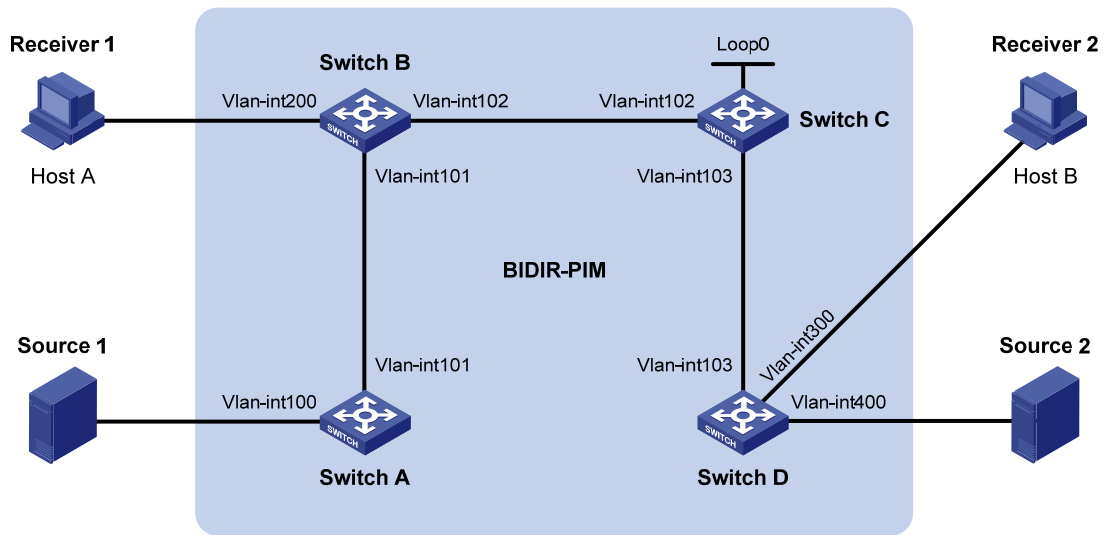 Loop0
Receiver 1
Receiver 2
Switch B
Vlan-int200
Vlan-int102
Vlan-int102
Switch C
SWITCH
SWITCH
Host A
Vlan-int101
Vlan-int103
Host B
BIDIR-PIM
Source 1
Vlan-int101
Vlan-int103
Vlan-int300
Source 2
Vlan-int100
Vlan-int400
SWITCH
SWITCH
Switch A
Switch D